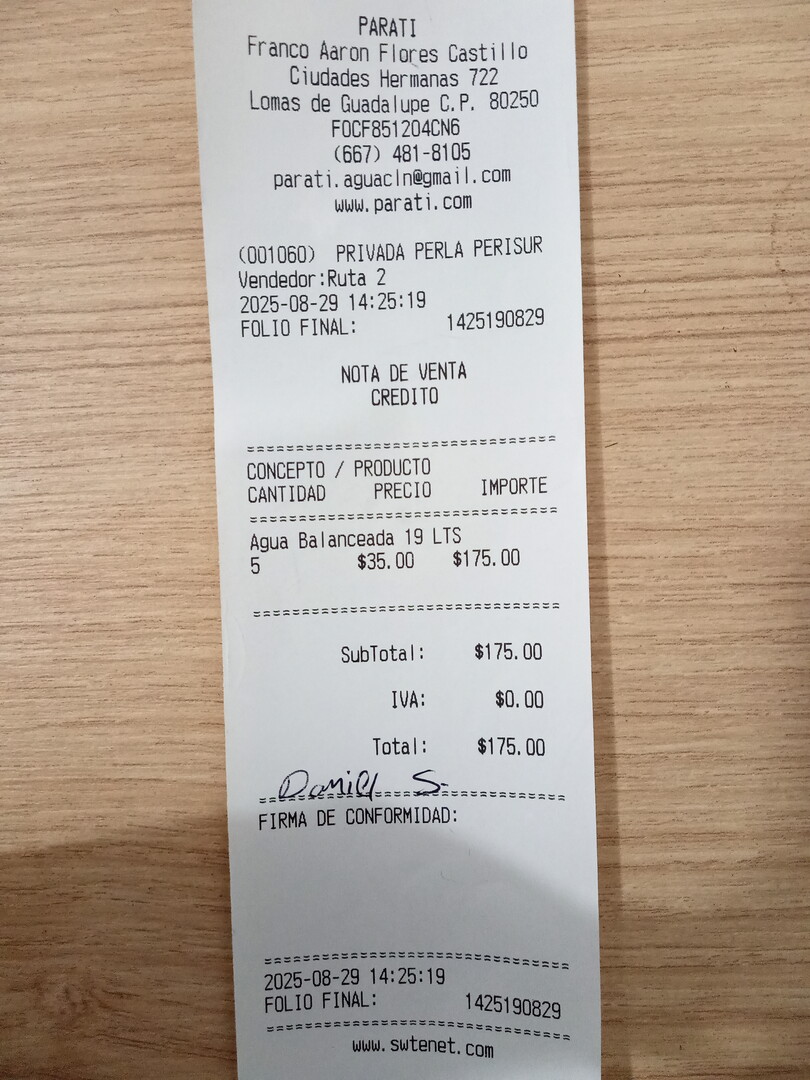 PARATI
Franco Aaron Flores Castillo
Ciudades Hermanas 722
Lomas de Guadalupe C.P. 80250
FOCF851204CN6
(667) 481-8105
parati.aguacln@gmail.com
www.parati.com
(001060) PRIVADA PERLA PERISUR
Vendedor:Ruta 2
2025-08-29 14:25:19
FOLIO FINAL: 1425190829
NOTA DE VENTA
CREDITO
CONCEPTO / PRODUCTO
CANTIDAD PRECIO IMPORTE
Agua Balanceada 19 LTS
5 $35.00 $175.00
SubTotal: $175.00
IVA: $0.00
Total: $175.00
Daniel S.
FIRMA DE CONFORMIDAD:
2025-08-29 14:25:19
FOLIO FINAL: 1425190829
www.swtenet.com